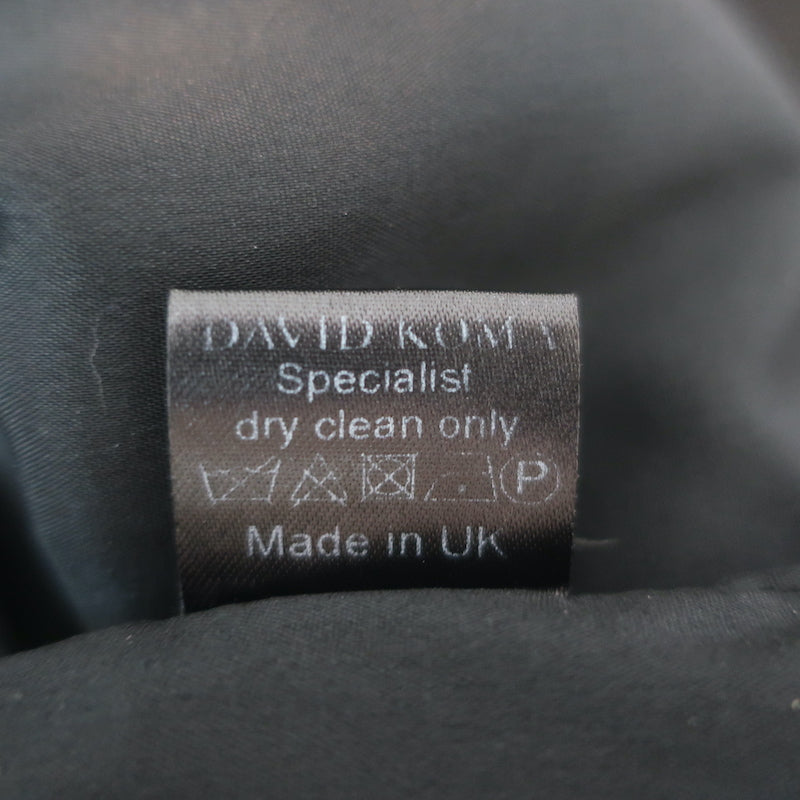 DAVID KOMA
Specialist
dry clean only
P
Made in UK